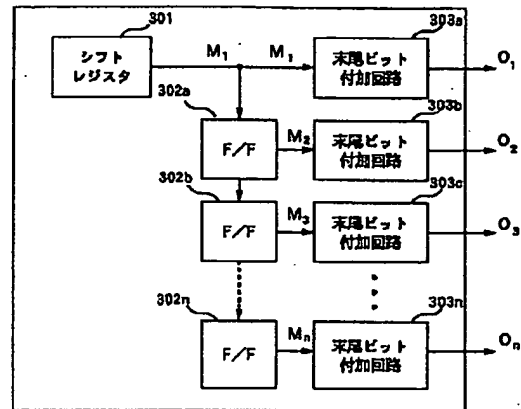 301
シフト
レジスタ
M1
M1
303a
末尾ビット
付加回路
O1
302a
F/F
M2
303b
末尾ビット
付加回路
O2
302b
F/F
M3
303c
末尾ビット
付加回路
O3
302n
F/F
Mn
303n
末尾ビット
付加回路
On